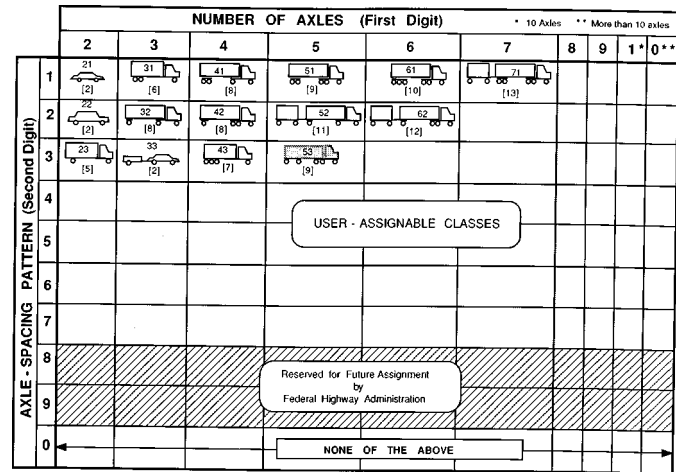 NUMBER OF AXLES (First Digit) * 10 Axles ** More than 10 axles
2 3 4 5 6 7 8 9 1* 0**
AXLE - SPACING PATTERN (Second Digit)
1
21 31 41 51 61 71
[2] [6] [8] [9] [10] [13]
2
22 32 42 52 62
[2] [8] [8] [11] [12]
3
23 33 43 53
[5] [2] [7] [9]
4
USER - ASSIGNABLE CLASSES
5
6
7
8
Reserved for Future Assignment
by
Federal Highway Administration
9
0
NONE OF THE ABOVE